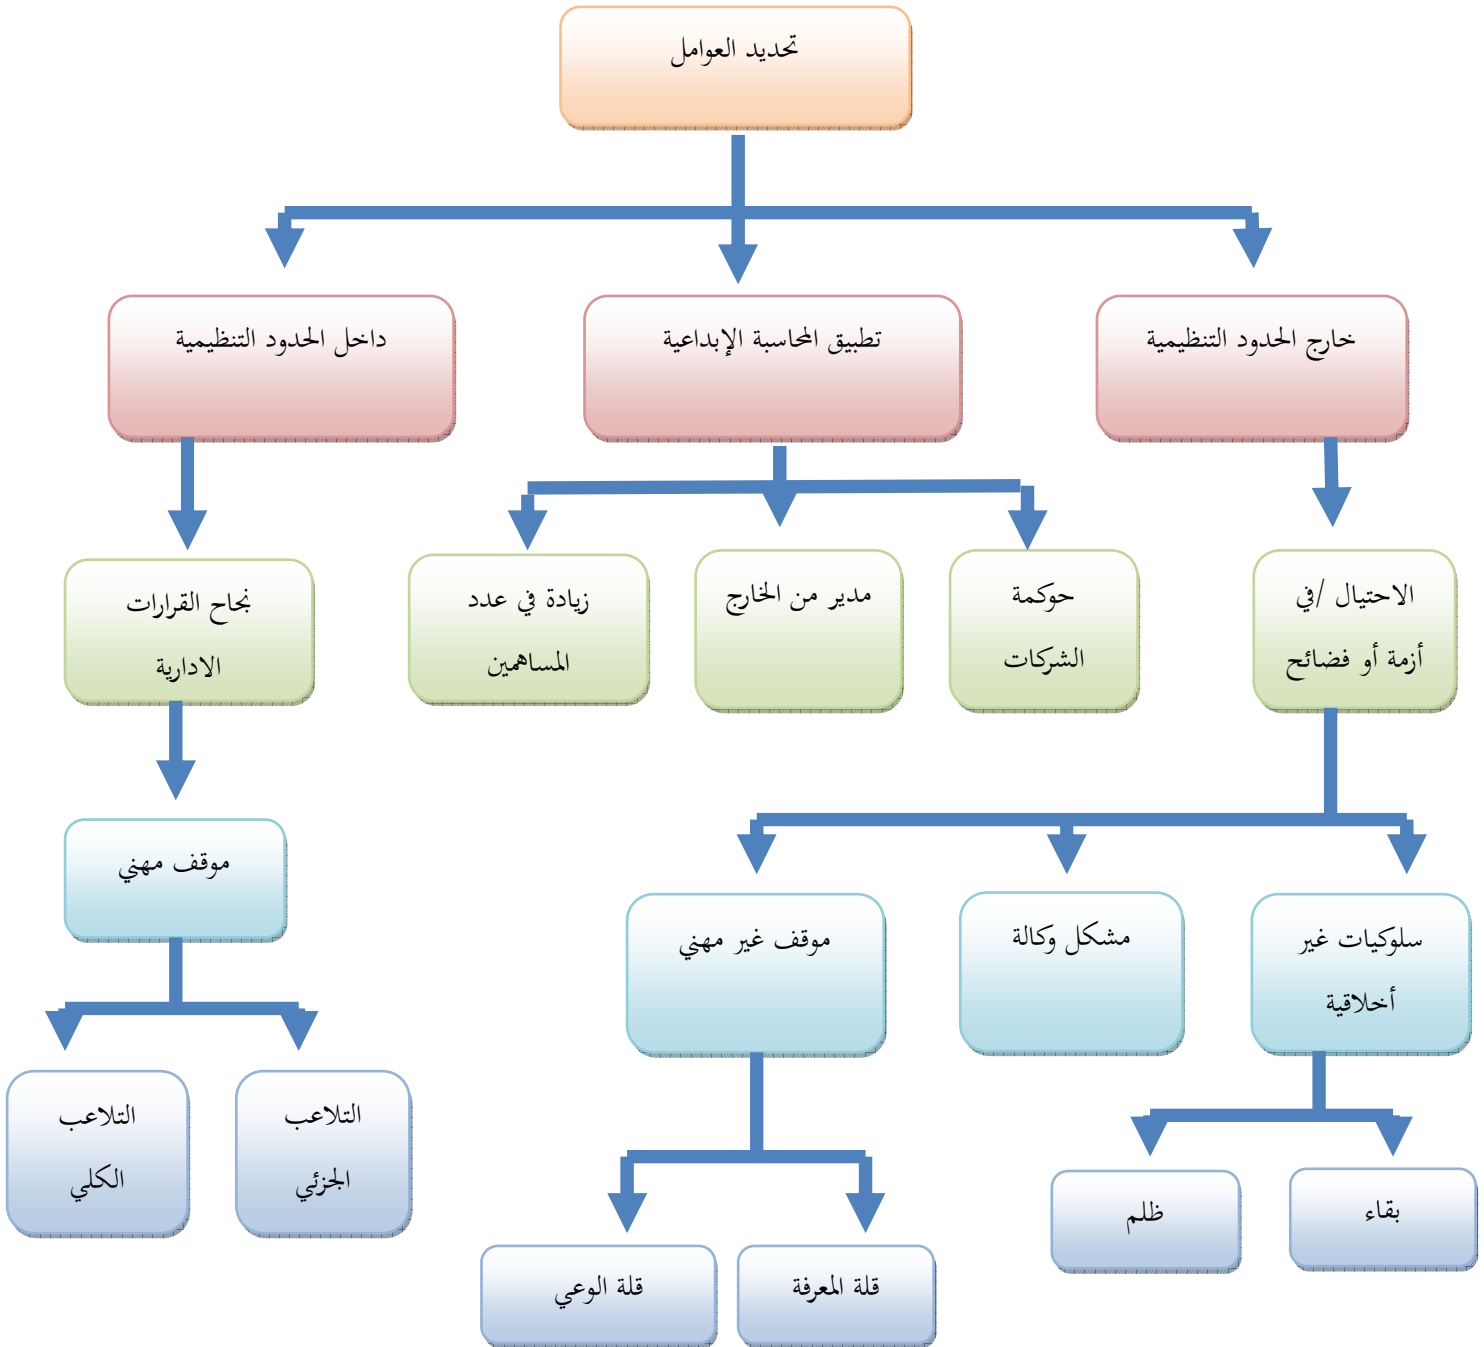 تحديد العوامل
خارج الحدود التنظيمية
تطبيق المحاسبة الإبداعية
داخل الحدود التنظيمية
الاحتيال /في
أزمة أو فضائح
حوكمة
الشركات
مدير من الخارج
زيادة في عدد
المساهمين
نجاح القرارات
الادارية
سلوكيات غير
أخلاقية
مشكل وكالة
موقف غير مهني
موقف مهني
بقاء
ظلم
قلة المعرفة
قلة الوعي
التلاعب
الجزئي
التلاعب
الكلي